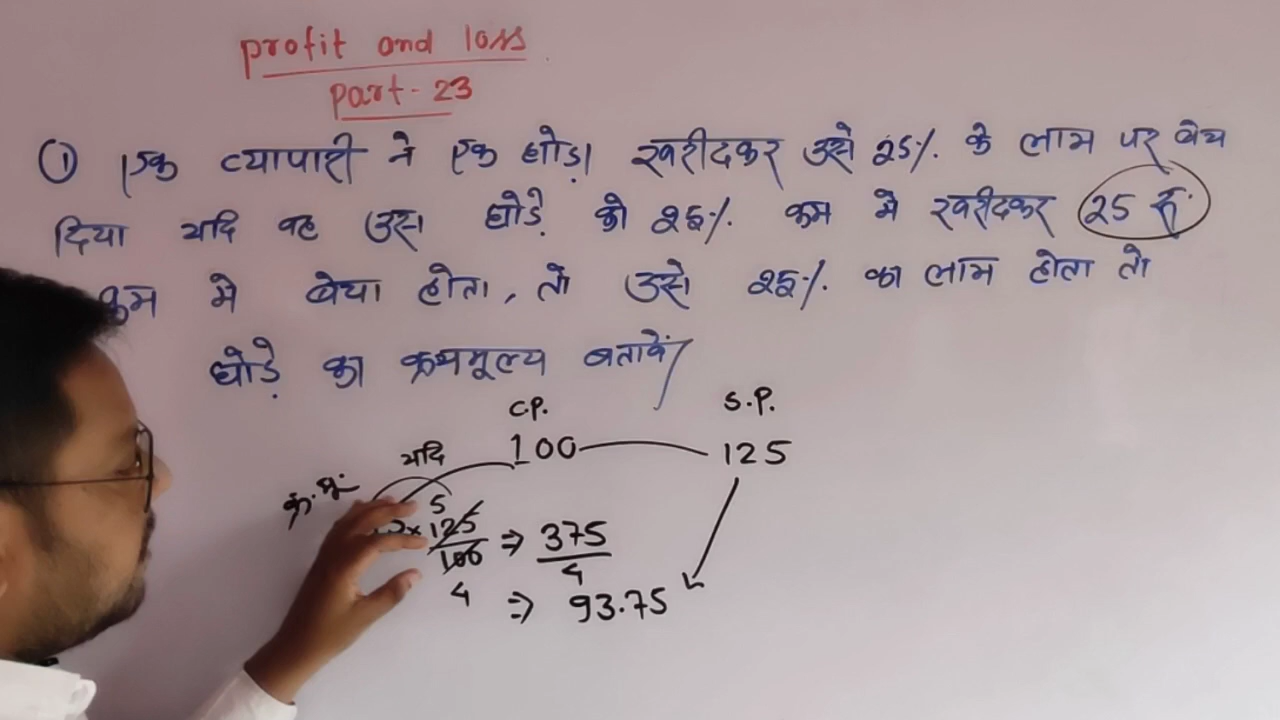 profit and loss
part - 23
① एक व्यापारी ने एक घोड़ा खरीदकर उसे 25%. के लाभ पर बेच
दिया यदि वह उस घोड़े को 25%. कम मे खरीदकर 25 रु.
कम मे बेचा होता, तो उसे 25%. का लाभ होता तो
घोड़े का क्रयमूल्य बतावें/
C.P. S.P.
यदि 100 125
क्र. मू.
5
×125/100 ⇒ 375/4
4
⇒ 93.75